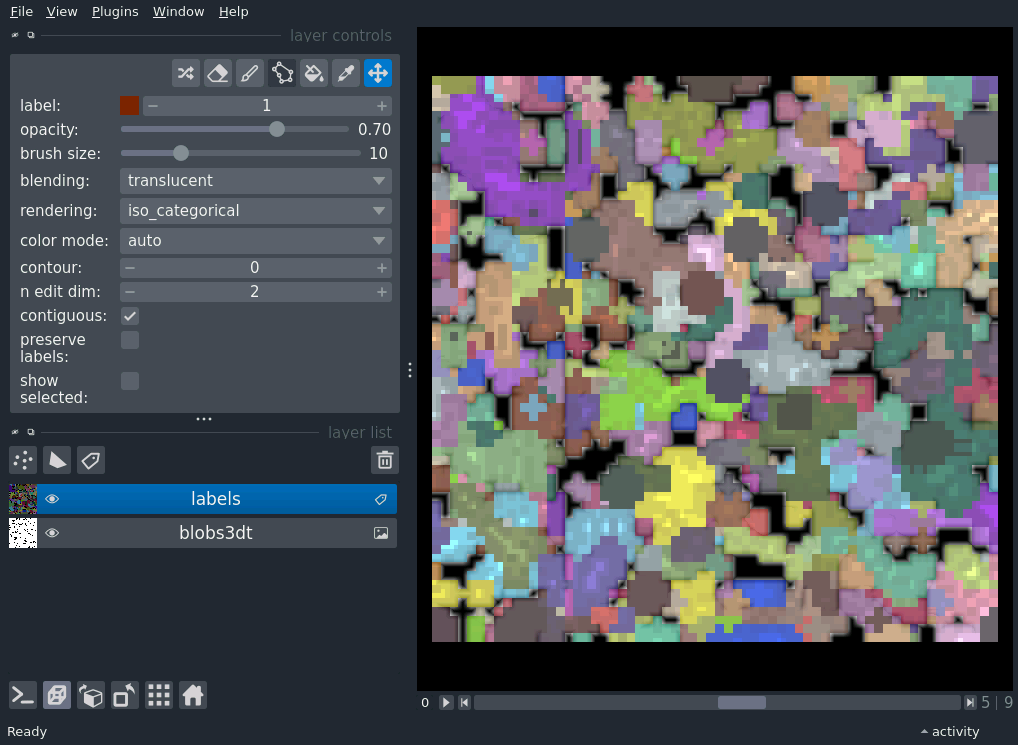 File View Plugins Window Help
layer controls
label: 1
opacity: 0.70
brush size: 10
blending: translucent
rendering: iso_categorical
color mode: auto
contour: 0
n edit dim: 2
contiguous:
preserve
labels:
show
selected:
layer list
labels
blobs3dt
0 5 | 9
Ready activity